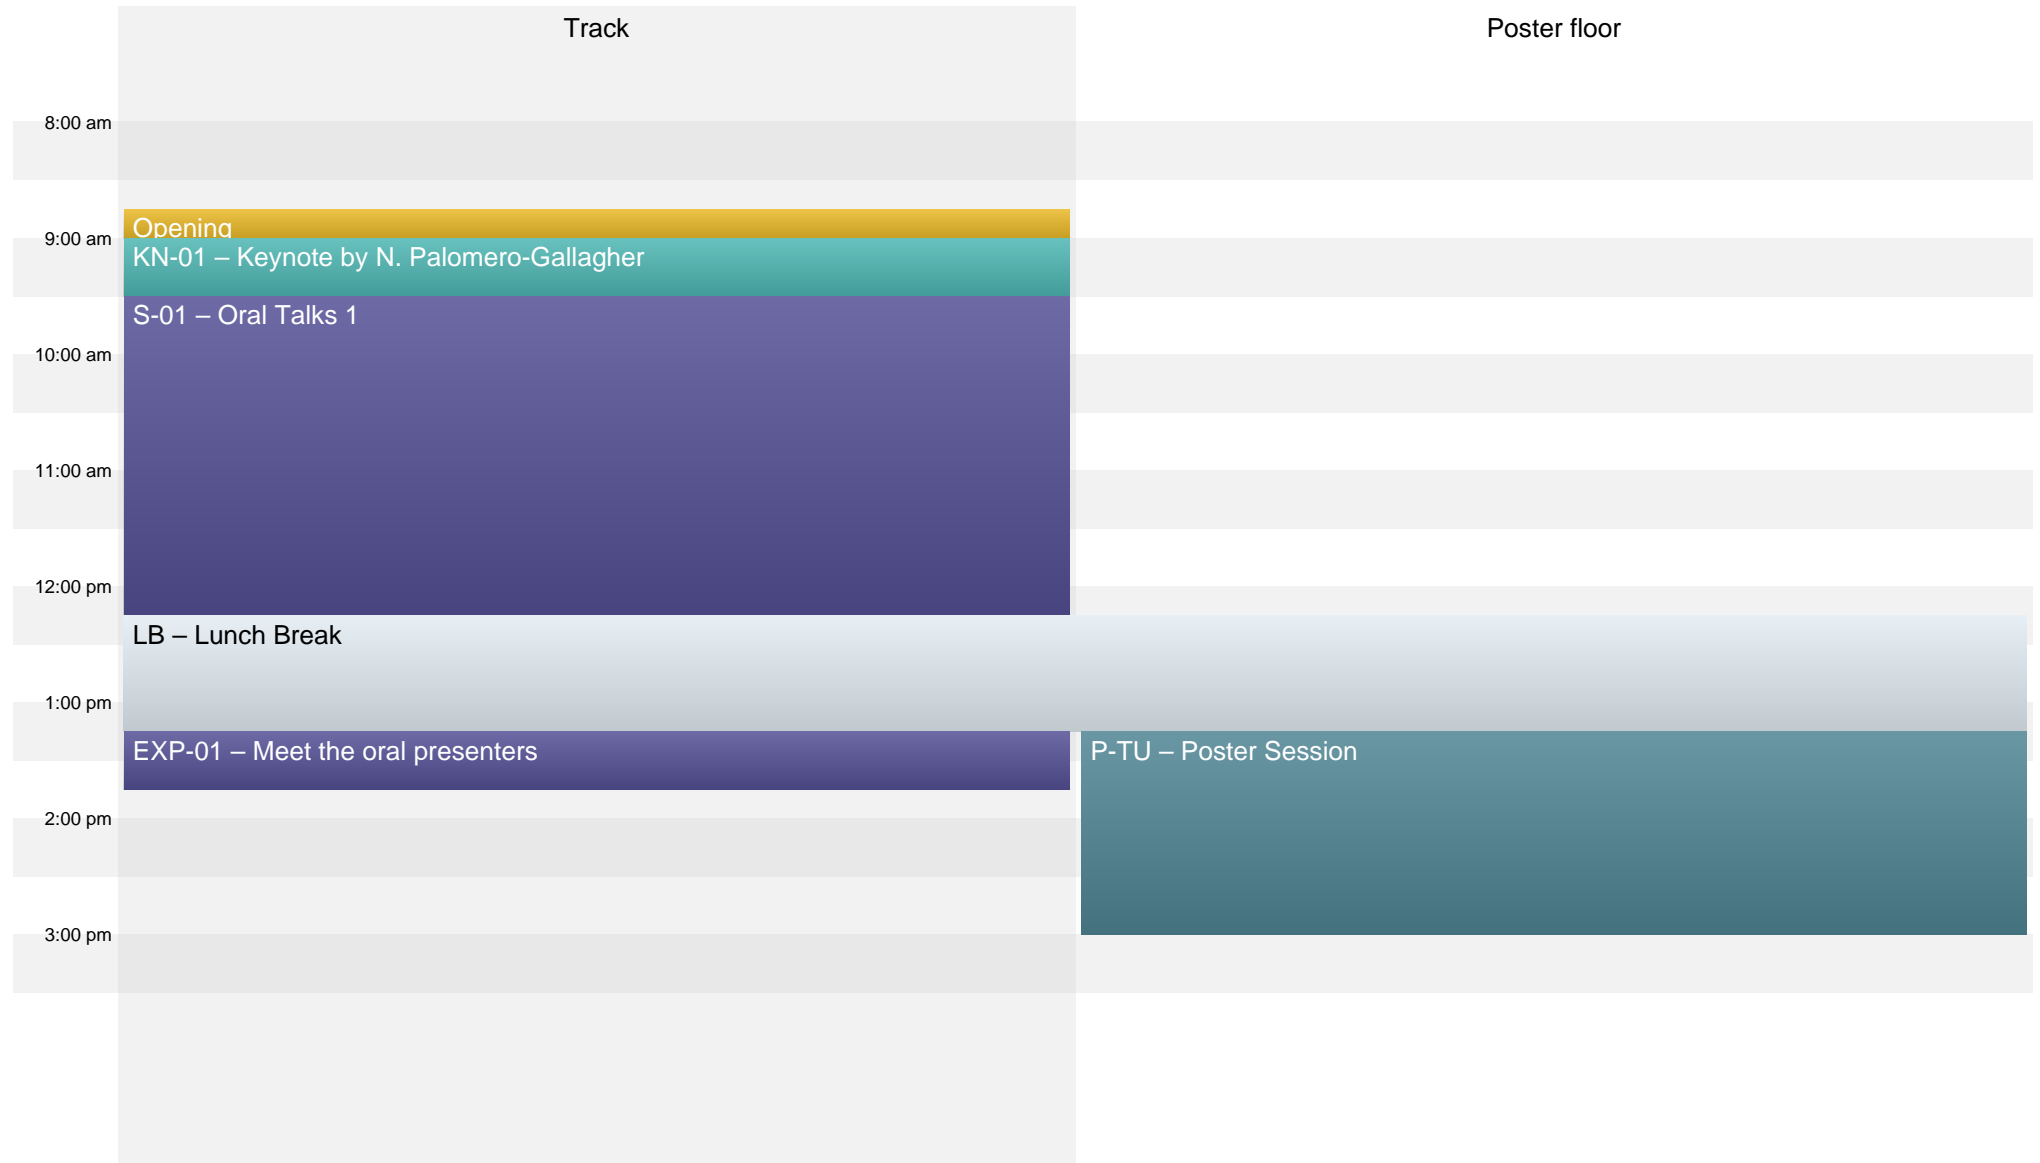 Track
Poster floor
8:00 am
Opening
9:00 am
KN-01 – Keynote by N. Palomero-Gallagher
S-01 – Oral Talks 1
10:00 am
11:00 am
12:00 pm
LB – Lunch Break
1:00 pm
EXP-01 – Meet the oral presenters
P-TU – Poster Session
2:00 pm
3:00 pm